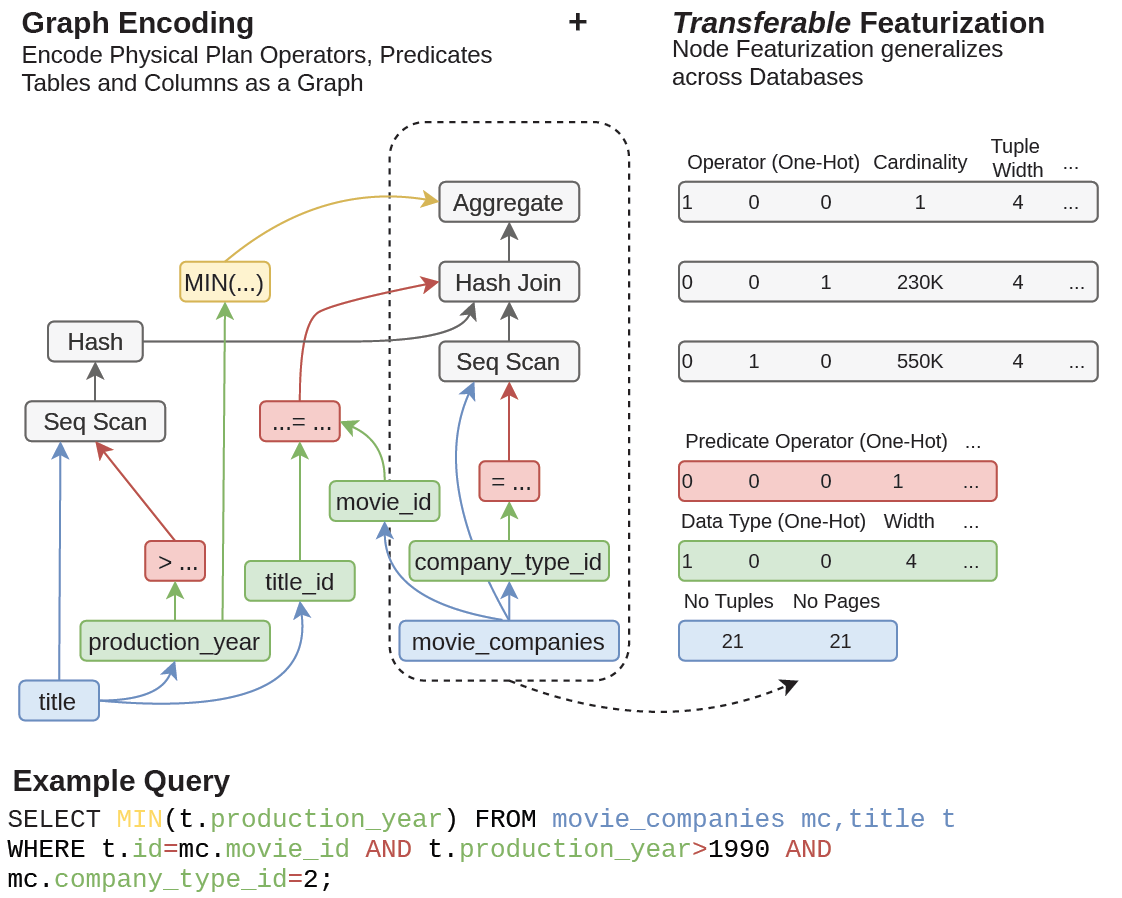 Graph Encoding
+
Transferable Featurization
Encode Physical Plan Operators, Predicates
Tables and Columns as a Graph
Node Featurization generalizes
across Databases
Aggregate
MIN(...)
Hash Join
Hash
Seq Scan
Seq Scan
...= ...
= ...
movie_id
> ...
company_type_id
title_id
production_year
movie_companies
title
Operator (One-Hot) Cardinality Tuple Width ...
1 0 0 1 4 ...
0 0 1 230K 4 ...
0 1 0 550K 4 ...
Predicate Operator (One-Hot) ...
0 0 0 1 ...
Data Type (One-Hot) Width ...
1 0 0 4 ...
No Tuples No Pages
21 21
Example Query
SELECT MIN(t.production_year) FROM movie_companies mc,title t
WHERE t.id=mc.movie_id AND t.production_year>1990 AND
mc.company_type_id=2;